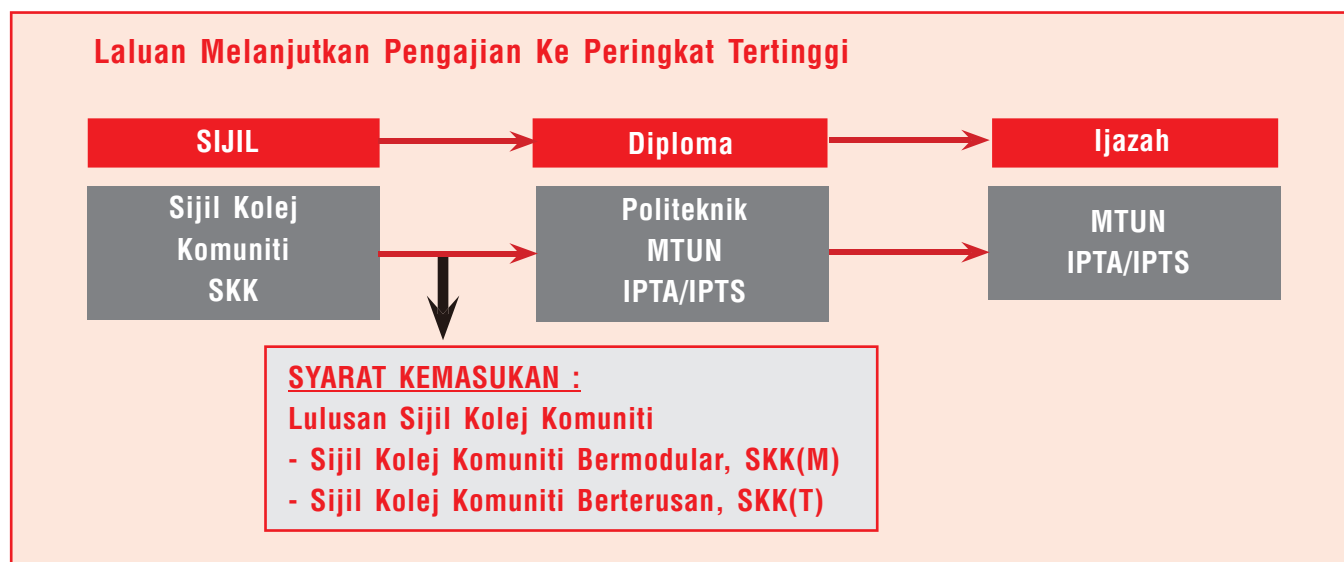 Laluan Melanjutkan Pengajian Ke Peringkat Tertinggi
SIJIL
Diploma
Ijazah
Sijil Kolej
Komuniti
SKK
Politeknik
MTUN
IPTA/IPTS
MTUN
IPTA/IPTS
SYARAT KEMASUKAN :
Lulusan Sijil Kolej Komuniti
- Sijil Kolej Komuniti Bermodular, SKK(M)
- Sijil Kolej Komuniti Berterusan, SKK(T)